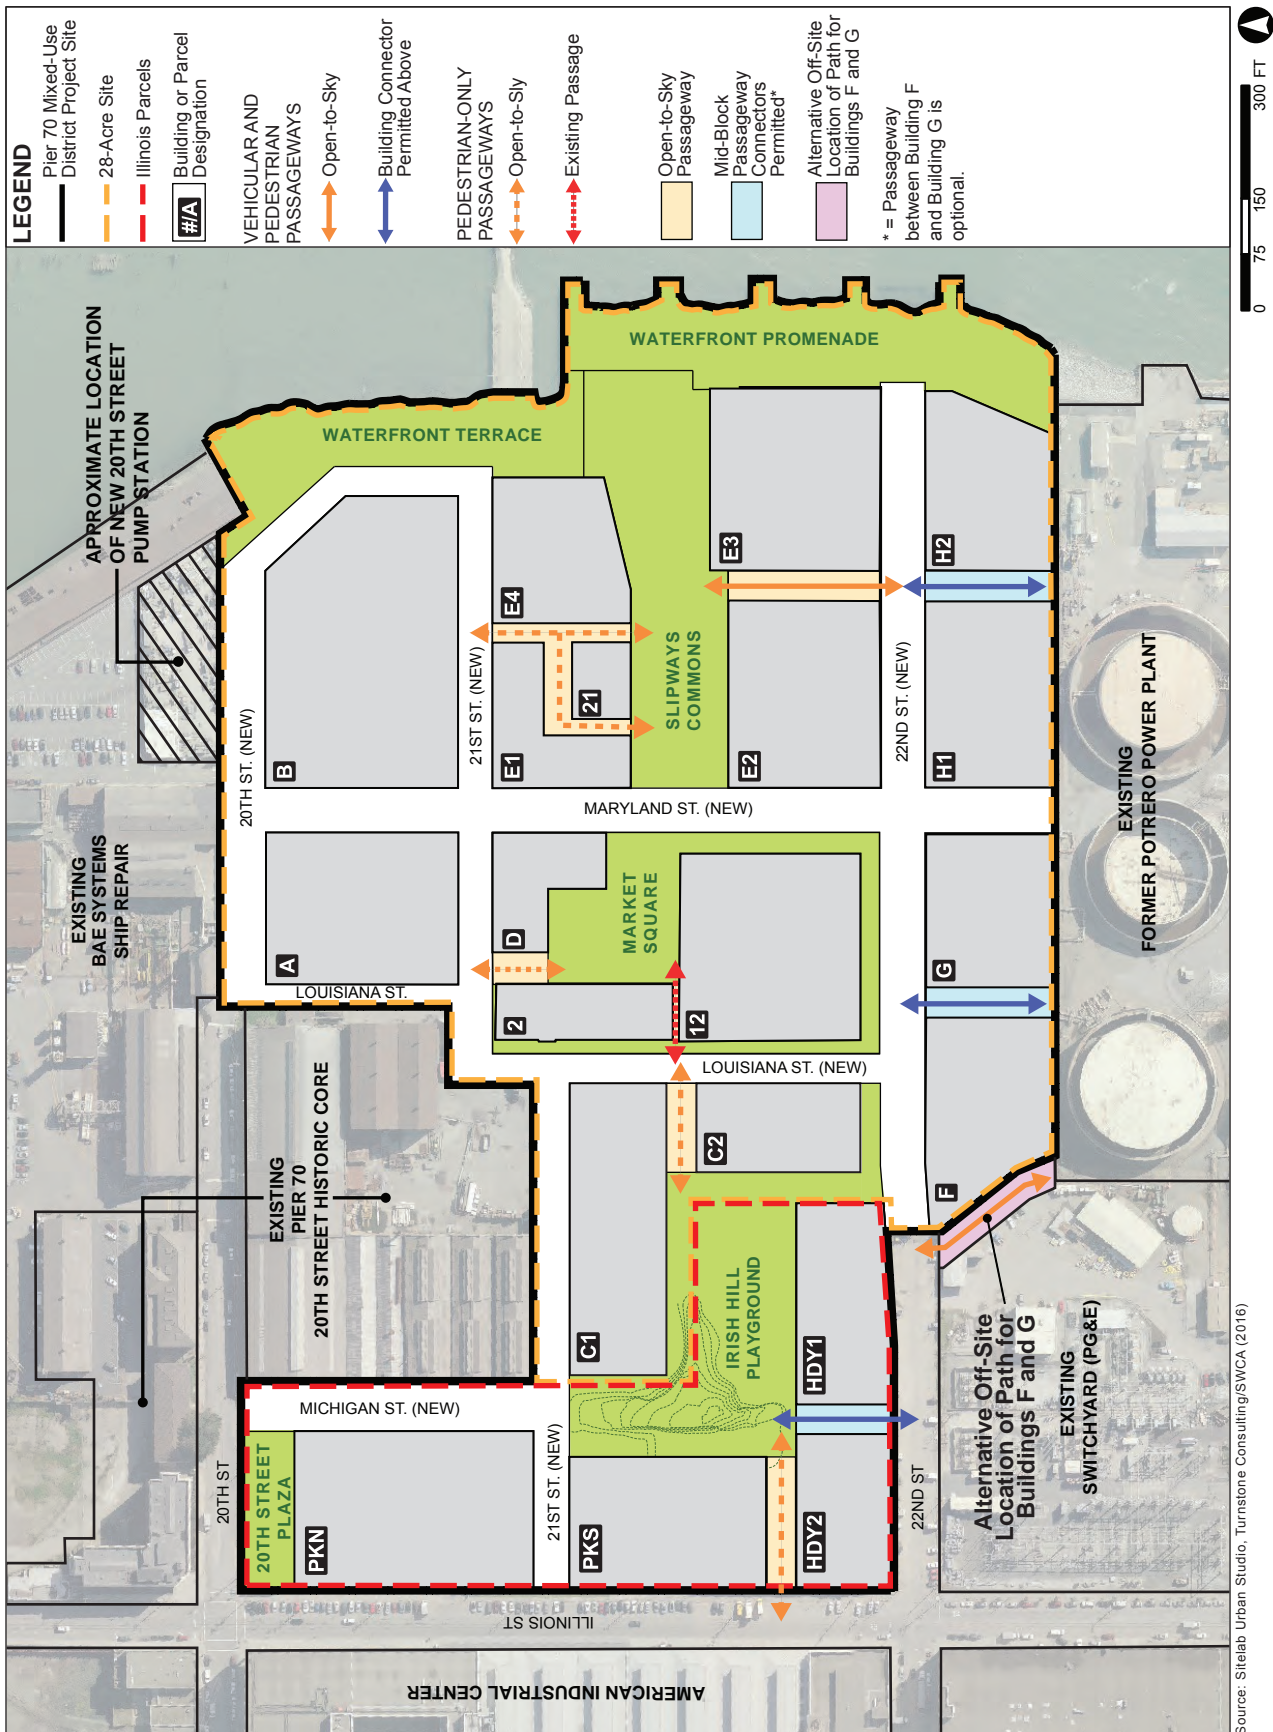 LEGEND
Pier 70 Mixed-Use
District Project Site
28-Acre Site
Illinois Parcels
#/A
Building or Parcel
Designation
VEHICULAR AND
PEDESTRIAN
PASSAGEWAYS
Open-to-Sky
Building Connector
Permitted Above
PEDESTRIAN-ONLY
PASSAGEWAYS
Open-to-Sly
Existing Passage
Open-to-Sky
Passageway
Mid-Block
Passageway
Connectors
Permitted*
Alternative Off-Site
Location of Path for
Buildings F and G
* = Passageway
between Building F
and Building G is
optional.
0 75 150 300 FT
APPROXIMATE LOCATION
OF NEW 20TH STREET
PUMP STATION
WATERFRONT TERRACE
WATERFRONT PROMENADE
EXISTING
BAE SYSTEMS
SHIP REPAIR
20TH ST. (NEW)
B
A
LOUISIANA ST.
21ST ST. (NEW)
E4
21
E1
SLIPWAYS
COMMONS
E3
E2
22ND ST. (NEW)
H2
H1
MARYLAND ST. (NEW)
D
2
MARKET
SQUARE
12
G
LOUISIANA ST. (NEW)
EXISTING
FORMER POTRERO POWER PLANT
EXISTING
PIER 70
20TH STREET HISTORIC CORE
C1
C2
F
IRISH HILL
PLAYGROUND
HDY1
HDY2
MICHIGAN ST. (NEW)
20TH ST
20TH STREET
PLAZA
PKN
21ST ST. (NEW)
PKS
22ND ST
Alternative Off-Site
Location of Path for
Buildings F and G
EXISTING
SWITCHYARD (PG&E)
ILLINOIS ST
AMERICAN INDUSTRIAL CENTER
Source: Sitelab Urban Studio, Turnstone Consulting/SWCA (2016)